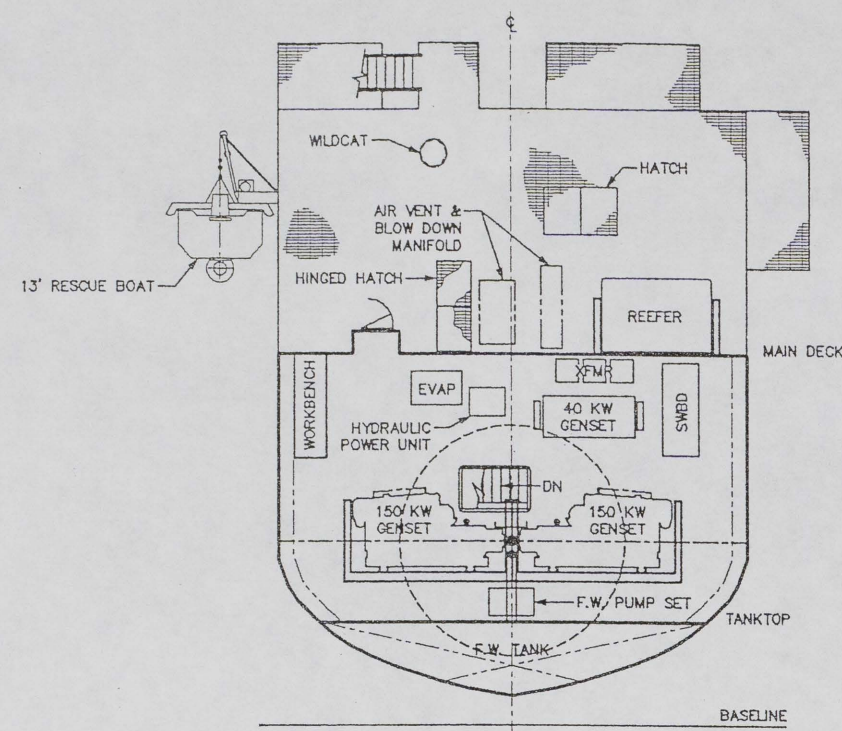 ℄
WILDCAT
HATCH
AIR VENT &
BLOW DOWN
MANIFOLD
HINGED HATCH
13' RESCUE BOAT
REEFER
MAIN DECK
WORKBENCH
EVAP
XFMR
HYDRAULIC
POWER UNIT
40 KW
GENSET
SWBD
DN
150 KW
GENSET
150 KW
GENSET
F.W. PUMP SET
TANKTOP
F.W. TANK
BASELINE